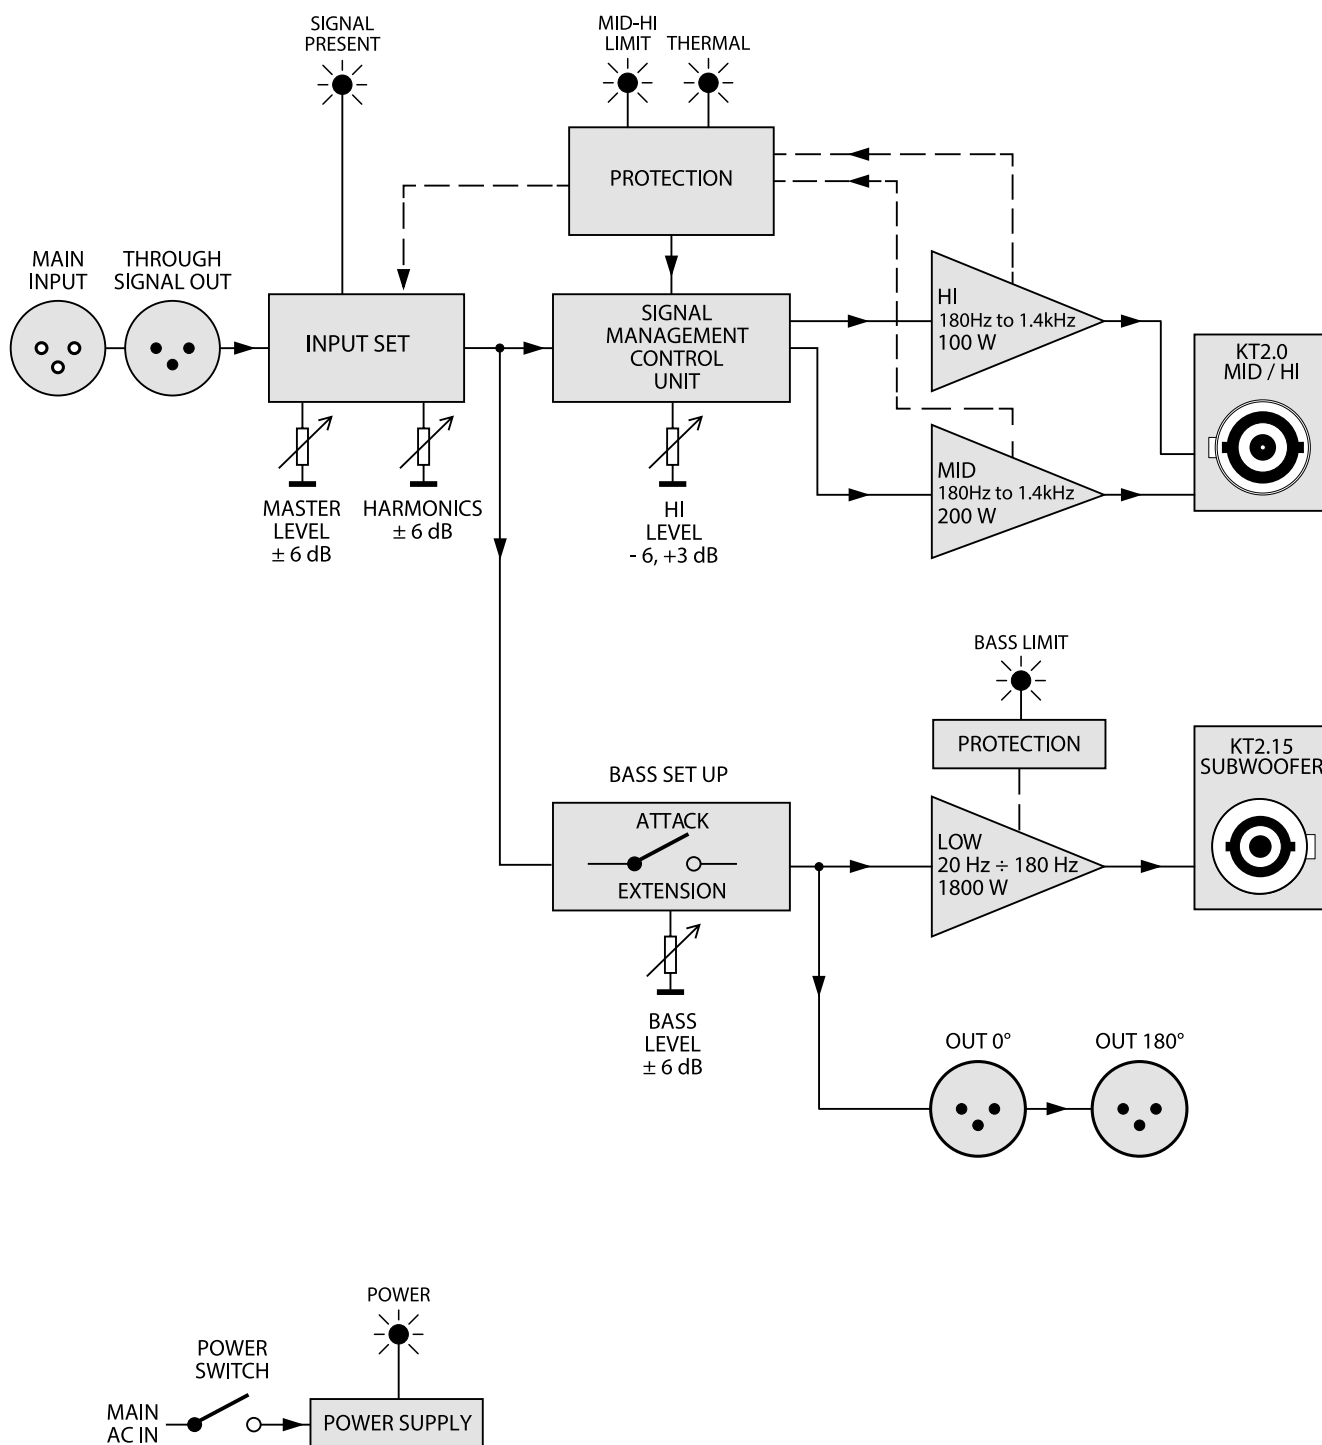 SIGNAL
PRESENT
MID-HI
LIMIT
THERMAL
PROTECTION
MAIN
INPUT
THROUGH
SIGNAL OUT
INPUT SET
SIGNAL
MANAGEMENT
CONTROL
UNIT
HI
180Hz to 1.4kHz
100 W
KT2.0
MID / HI
MASTER
LEVEL
± 6 dB
HARMONICS
± 6 dB
HI
LEVEL
- 6, +3 dB
MID
180Hz to 1.4kHz
200 W
BASS LIMIT
PROTECTION
BASS SET UP
ATTACK
EXTENSION
LOW
20 Hz ÷ 180 Hz
1800 W
KT2.15
SUBWOOFER
BASS
LEVEL
± 6 dB
OUT 0°
OUT 180°
POWER
POWER
SWITCH
MAIN
AC IN
POWER SUPPLY